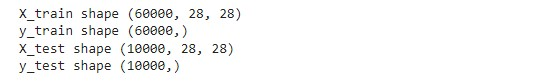 X_train shape (60000, 28, 28)
y_train shape (60000,)
X_test shape (10000, 28, 28)
y_test shape (10000,)